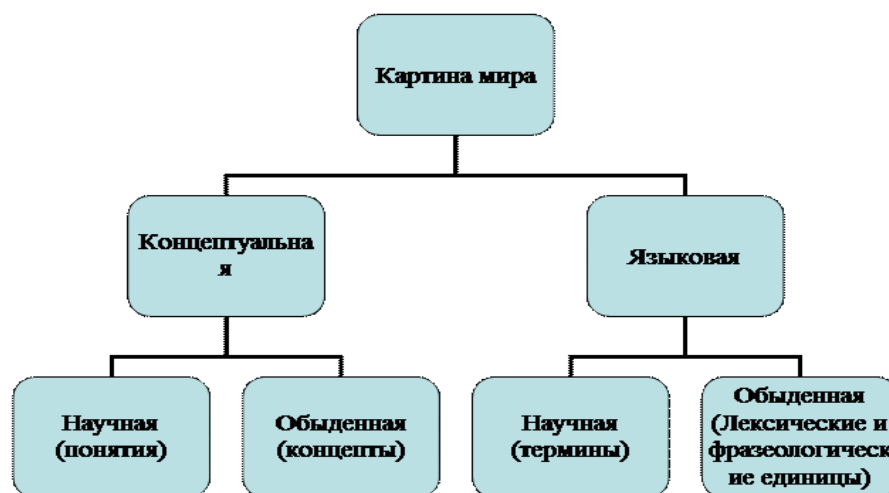 Картина мира
Концептуальна
я
Языковая
Научная
(понятия)
Обыденная
(концепты)
Научная
(термины)
Обыденная
(Лексические и
фразеологическ
ие единицы)